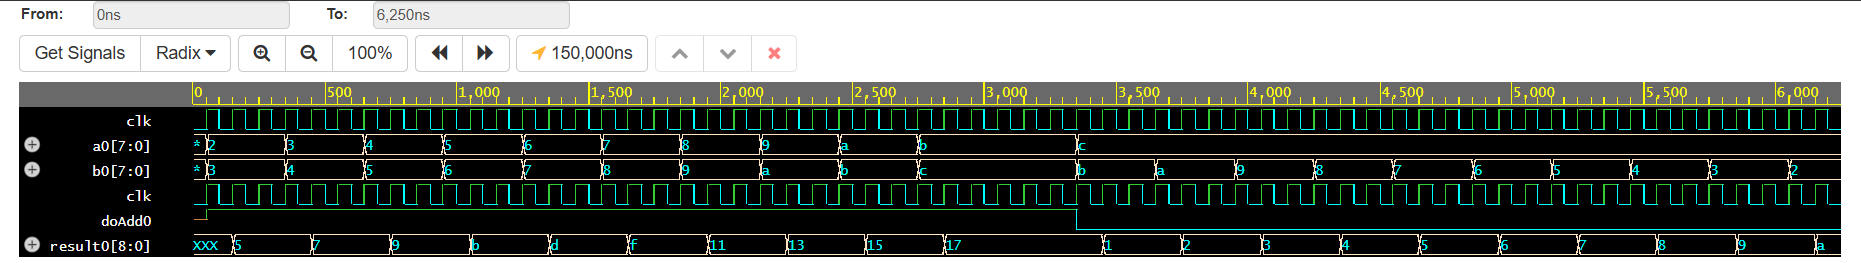 From: 0ns To: 6,250ns
Get Signals Radix 100% 150,000ns
0 500 1,000 1,500 2,000 2,500 3,000 3,500 4,000 4,500 5,000 5,500 6,000
clk
a0[7:0] * 2 3 4 5 6 7 8 9 a b c
b0[7:0] * 3 4 5 6 7 8 9 a b c b a 9 8 7 6 5 4 3 2
clk
doAdd0
result0[8:0] XXX 5 7 9 b d f 11 13 15 17 1 2 3 4 5 6 7 8 9 a